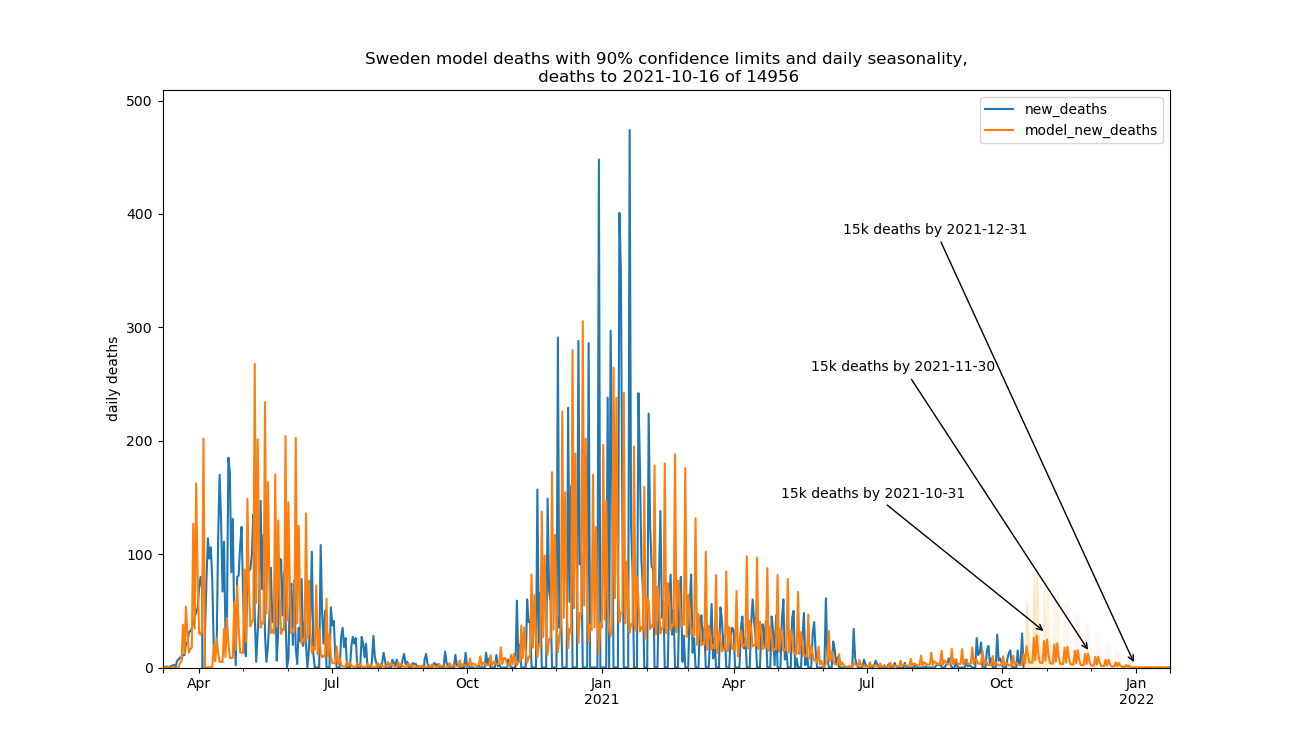 Sweden model deaths with 90% confidence limits and daily seasonality,
deaths to 2021-10-16 of 14956
500
400
300
200
100
0
daily deaths
new_deaths
model_new_deaths
15k deaths by 2021-12-31
15k deaths by 2021-11-30
15k deaths by 2021-10-31
Apr Jul Oct Jan Apr Jul Oct Jan
2021 2022